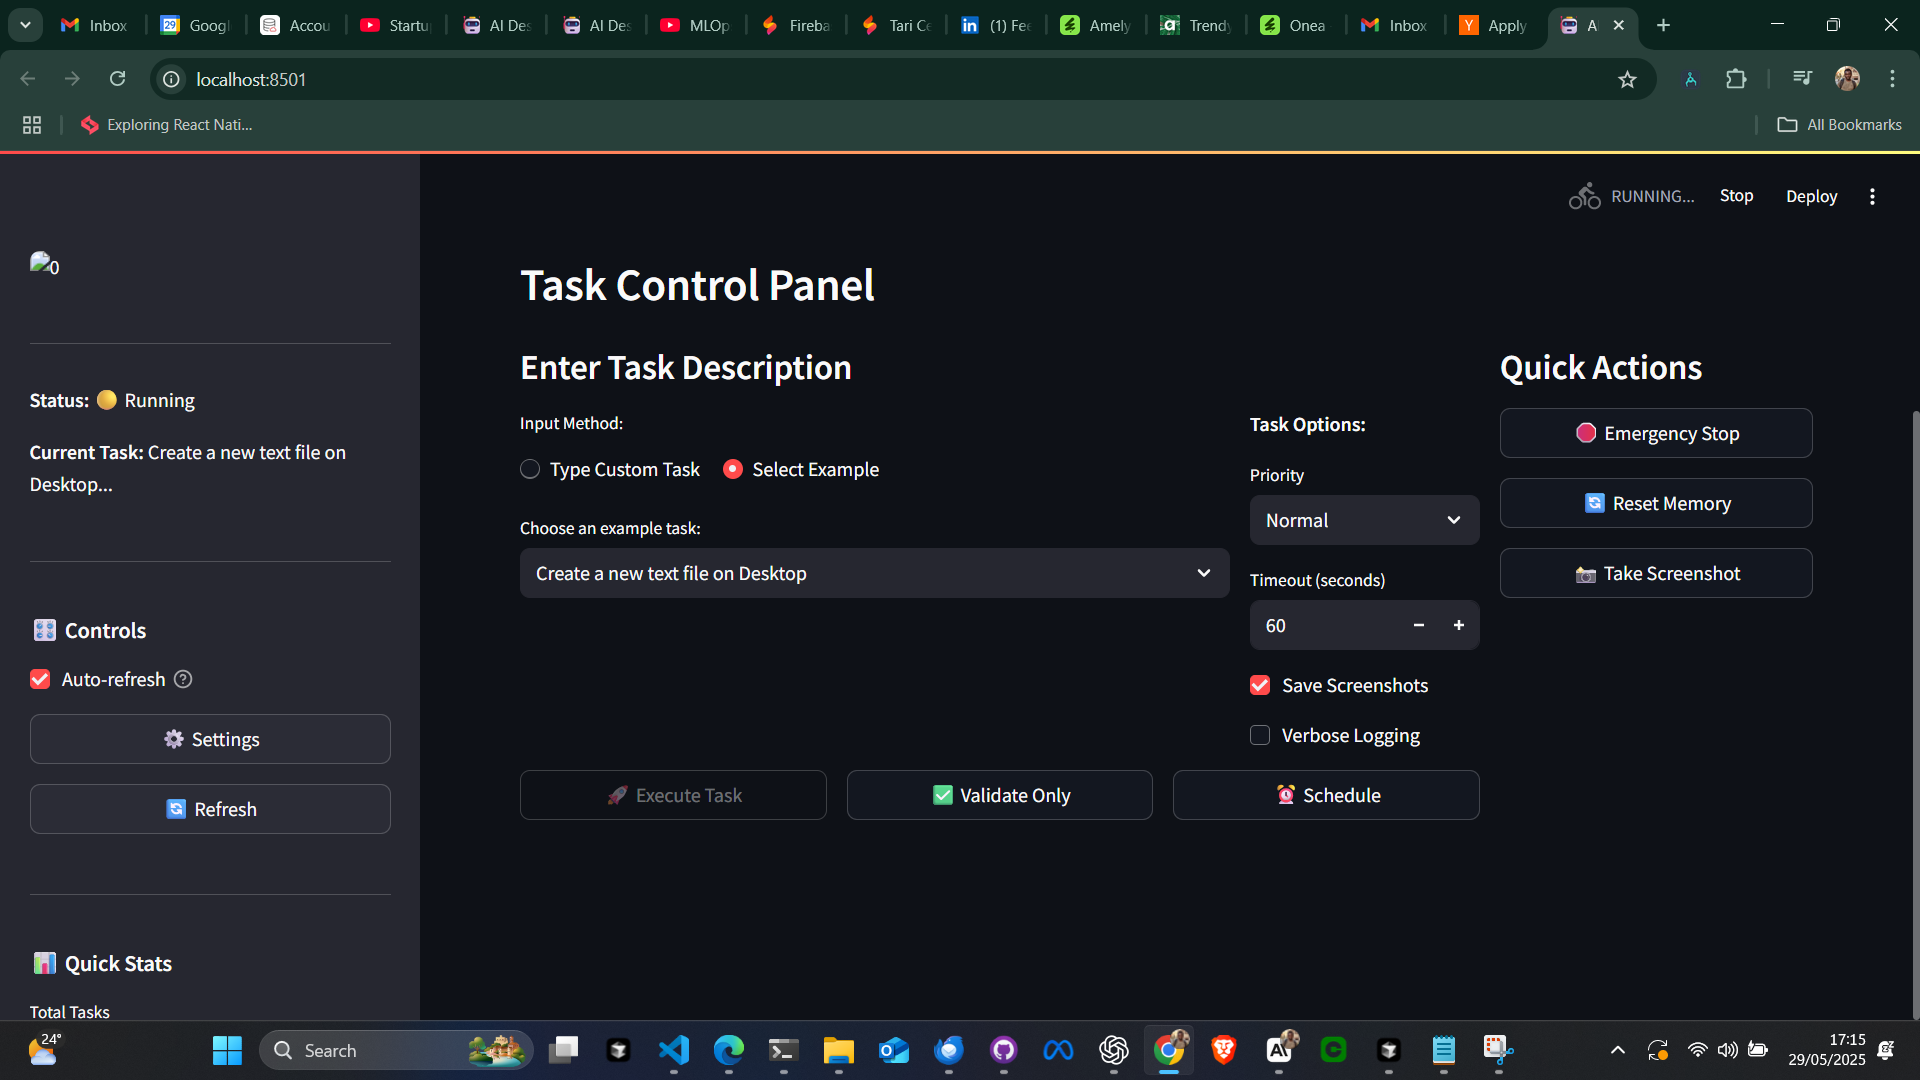 Inbox
Googl
Accou
Startu
AI Des
AI Des
MLOp
Fireba
Tari Ce
(1) Fee
Amely
Trendy
Onea
Inbox
Apply
A
localhost:8501
Exploring React Nati...
All Bookmarks
RUNNING...
Stop
Deploy
0
Task Control Panel
Enter Task Description
Quick Actions
Status: Running
Input Method:
Task Options:
Emergency Stop
Current Task: Create a new text file on
Desktop...
Type Custom Task
Select Example
Priority
Normal
Reset Memory
Choose an example task:
Create a new text file on Desktop
Timeout (seconds)
Take Screenshot
60
Controls
Auto-refresh
Save Screenshots
Settings
Verbose Logging
Refresh
Execute Task
Validate Only
Schedule
Quick Stats
Total Tasks
24°
Search
17:15
29/05/2025